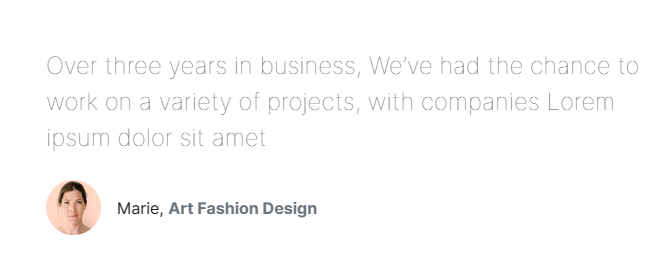 Over three years in business, We’ve had the chance to
work on a variety of projects, with companies Lorem
ipsum dolor sit amet
Marie, Art Fashion Design